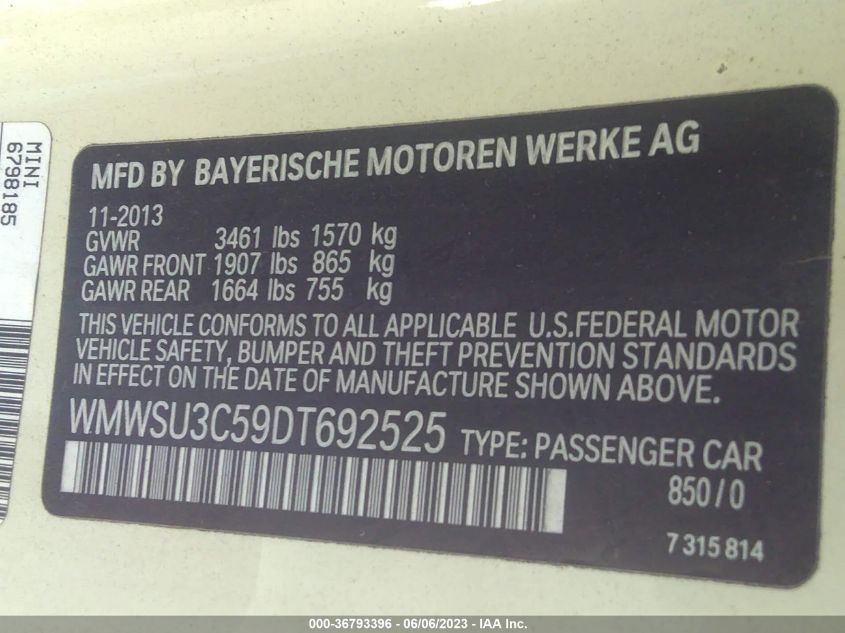 MINI
6798185
MFD BY BAYERISCHE MOTOREN WERKE AG
11-2013
GVWR 3461 lbs 1570 kg
GAWR FRONT 1907 lbs 865 kg
GAWR REAR 1664 lbs 755 kg
THIS VEHICLE CONFORMS TO ALL APPLICABLE U.S.FEDERAL MOTOR
VEHICLE SAFETY, BUMPER AND THEFT PREVENTION STANDARDS
IN EFFECT ON THE DATE OF MANUFACTURE SHOWN ABOVE.
WMWSU3C59DT692525 TYPE: PASSENGER CAR
850/0
7 315 814
000-36793396 - 06/06/2023 - IAA Inc.